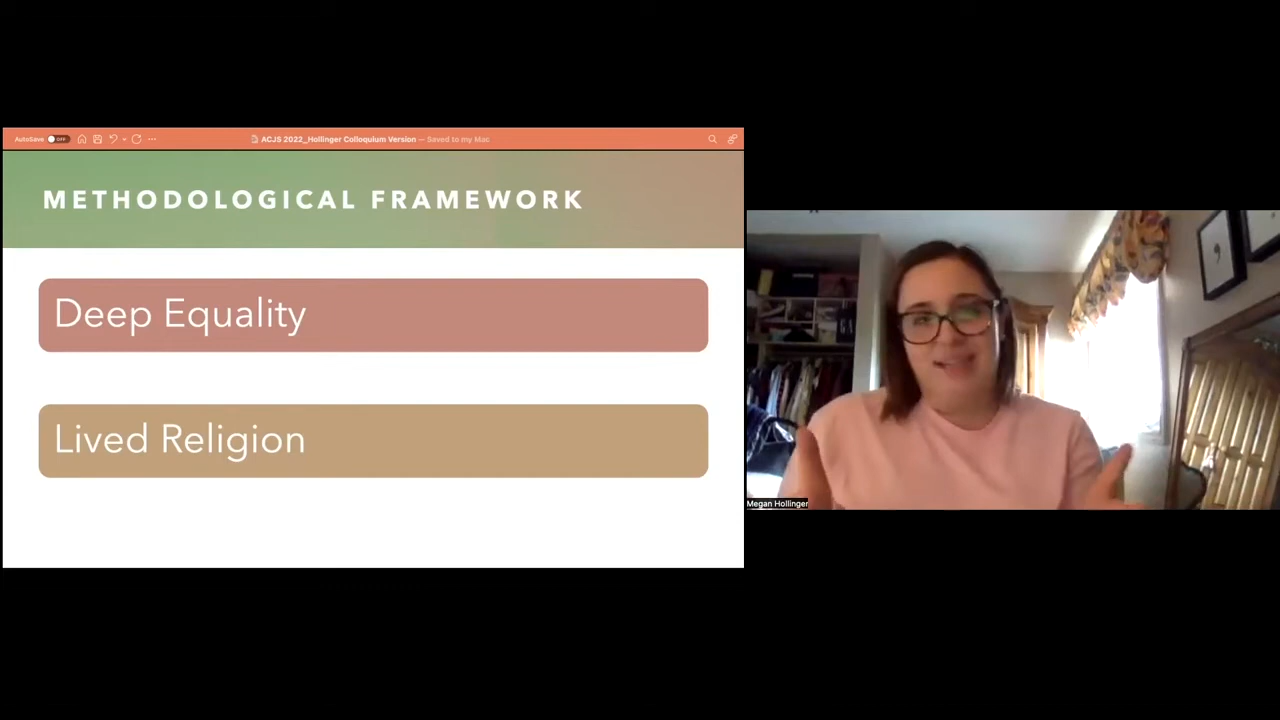 AutoSave OFF
ACJS 2022_Hollinger Colloquium Version — Saved to my Mac
METHODOLOGICAL FRAMEWORK
Deep Equality
Lived Religion
Megan Hollinger